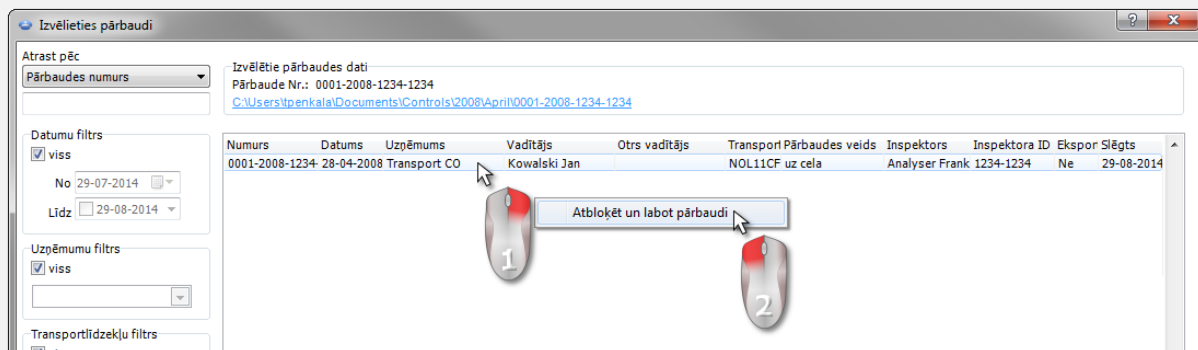 Izvēlieties pārbaudi
Atrast pēc
Pārbaudes numurs
Izvēlētie pārbaudes dati
Pārbaude Nr.: 0001-2008-1234-1234
C:\Users\tpenkala\Documents\Controls\2008\April\0001-2008-1234-1234
Datumu filtrs
viss
No 29-07-2014
Līdz 29-08-2014
Uzņēmumu filtrs
viss
Transportlīdzekļu filtrs
Numurs Datums Uzņēmums Vadītājs Otrs vadītājs Transport Pārbaudes veids Inspektors Inspektora ID Ekspor Slēgts
0001-2008-1234- 28-04-2008 Transport CO Kowalski Jan NOL11CF uz cela Analyser Frank 1234-1234 Ne 29-08-2014
Atbloķēt un labot pārbaudi
1
2